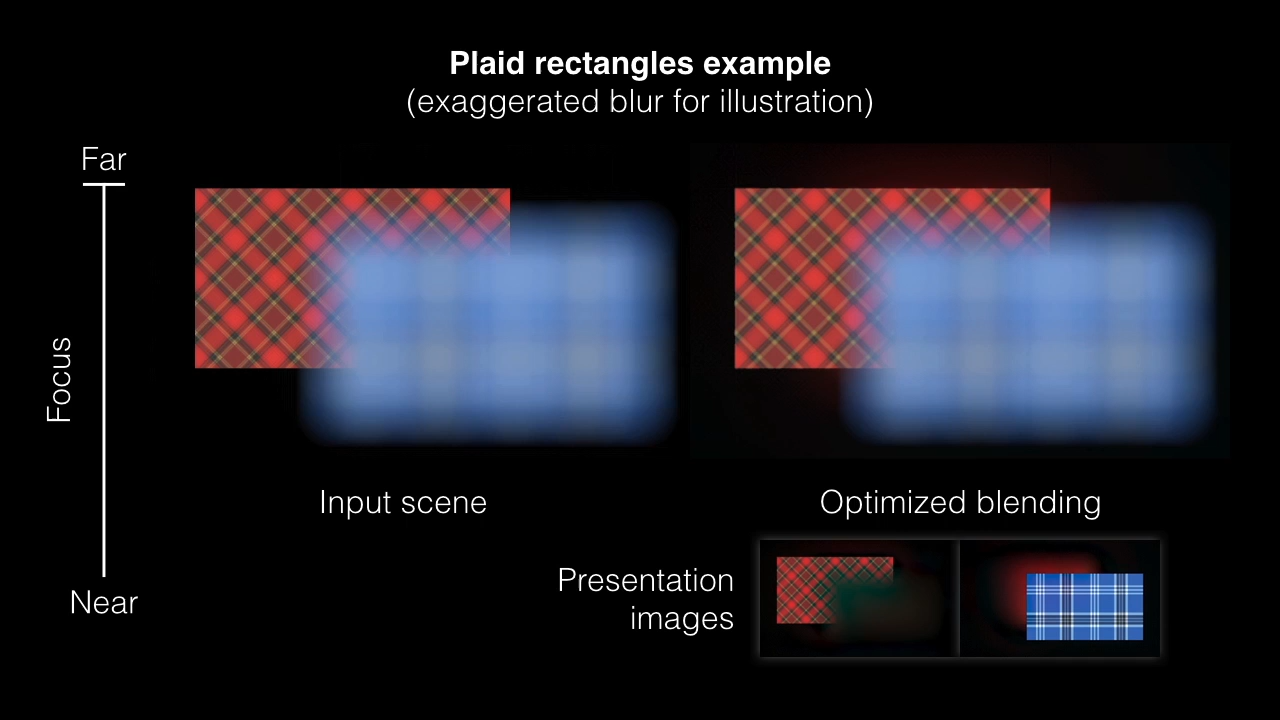 Plaid rectangles example
(exaggerated blur for illustration)
Far
Focus
Near
Input scene
Optimized blending
Presentation
images